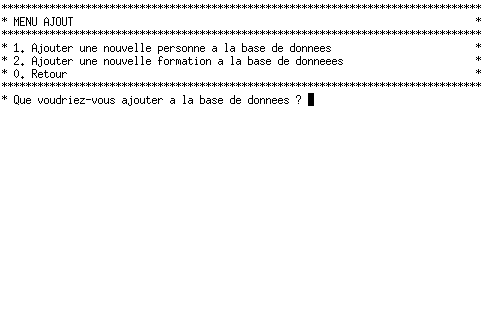 ********************************************************************************
* MENU AJOUT *
********************************************************************************
* 1. Ajouter une nouvelle personne a la base de donnees *
* 2. Ajouter une nouvelle formation a la base de donneees *
* 0. Retour *
********************************************************************************
* Que voudriez-vous ajouter a la base de donnees ?